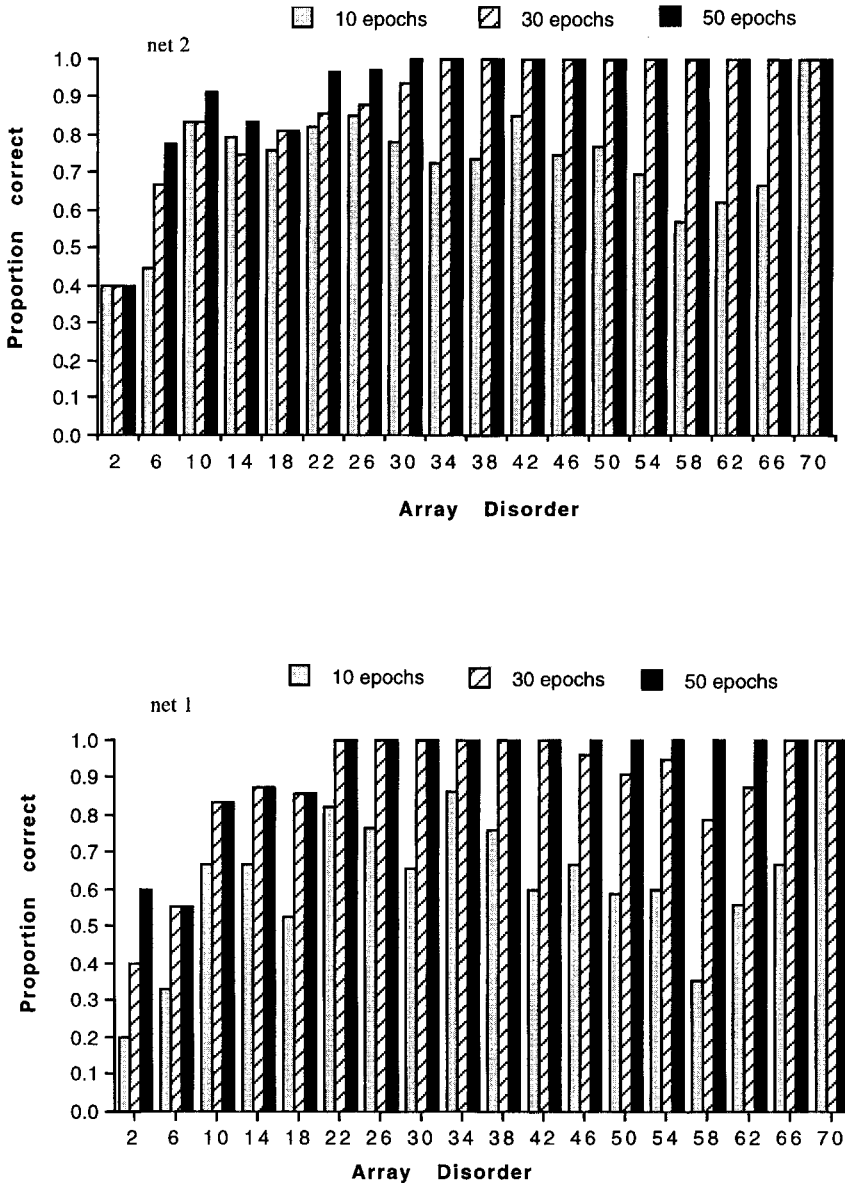 10 epochs 30 epochs 50 epochs
net 2
Proportion correct
1.0
0.9
0.8
0.7
0.6
0.5
0.4
0.3
0.2
0.1
0.0
2 6 10 14 18 22 26 30 34 38 42 46 50 54 58 62 66 70
Array Disorder
10 epochs 30 epochs 50 epochs
net 1
Proportion correct
1.0
0.9
0.8
0.7
0.6
0.5
0.4
0.3
0.2
0.1
0.0
2 6 10 14 18 22 26 30 34 38 42 46 50 54 58 62 66 70
Array Disorder